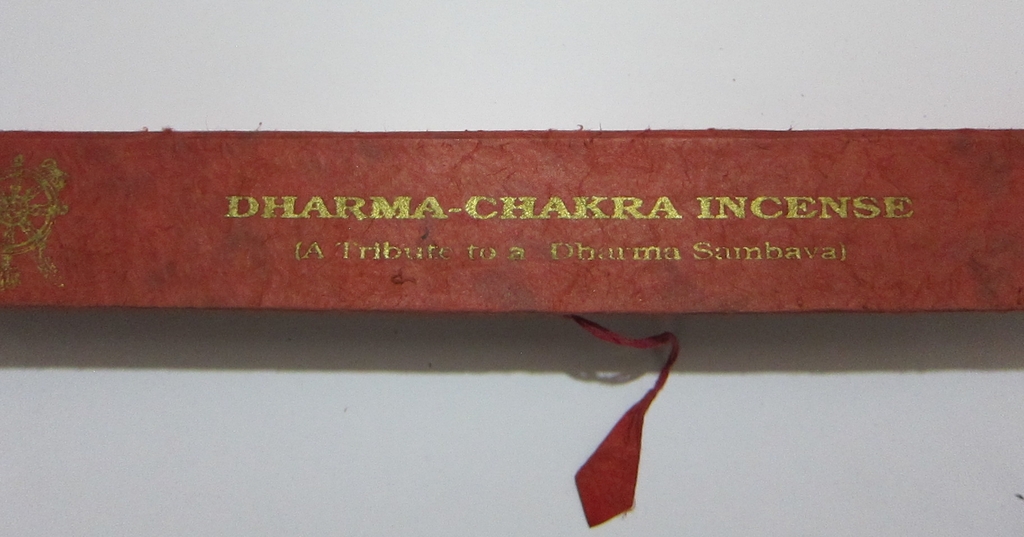 DHARMA-CHAKRA INCENSE
(A Tribute to a Dharma Sambava)